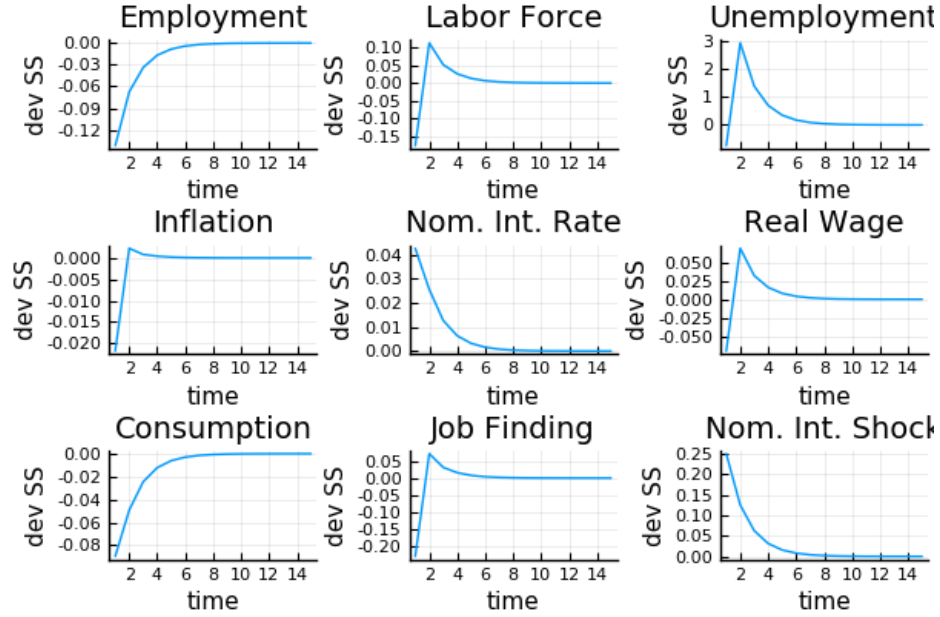 Employment
dev SS
0.00
-0.03
-0.06
-0.09
-0.12
2 4 6 8 10 12 14
time
Labor Force
dev SS
0.10
0.05
0.00
-0.05
-0.10
-0.15
2 4 6 8 10 12 14
time
Unemployment
dev SS
3
2
1
0
2 4 6 8 10 12 14
time
Inflation
dev SS
0.000
-0.005
-0.010
-0.015
-0.020
2 4 6 8 10 12 14
time
Nom. Int. Rate
dev SS
0.04
0.03
0.02
0.01
0.00
2 4 6 8 10 12 14
time
Real Wage
dev SS
0.050
0.025
0.000
-0.025
-0.050
2 4 6 8 10 12 14
time
Consumption
dev SS
0.00
-0.02
-0.04
-0.06
-0.08
2 4 6 8 10 12 14
time
Job Finding
dev SS
0.05
0.00
-0.05
-0.10
-0.15
-0.20
2 4 6 8 10 12 14
time
Nom. Int. Shock
dev SS
0.25
0.20
0.15
0.10
0.05
0.00
2 4 6 8 10 12 14
time